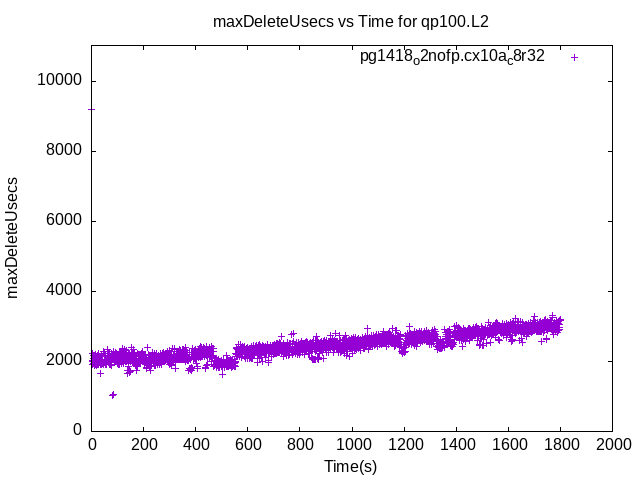 maxDeleteUsecs vs Time for qp100.L2
pg1418o2nofp.cx10ac8r32
10000
8000
6000
4000
2000
0
maxDeleteUsecs
0 200 400 600 800 1000 1200 1400 1600 1800 2000
Time(s)